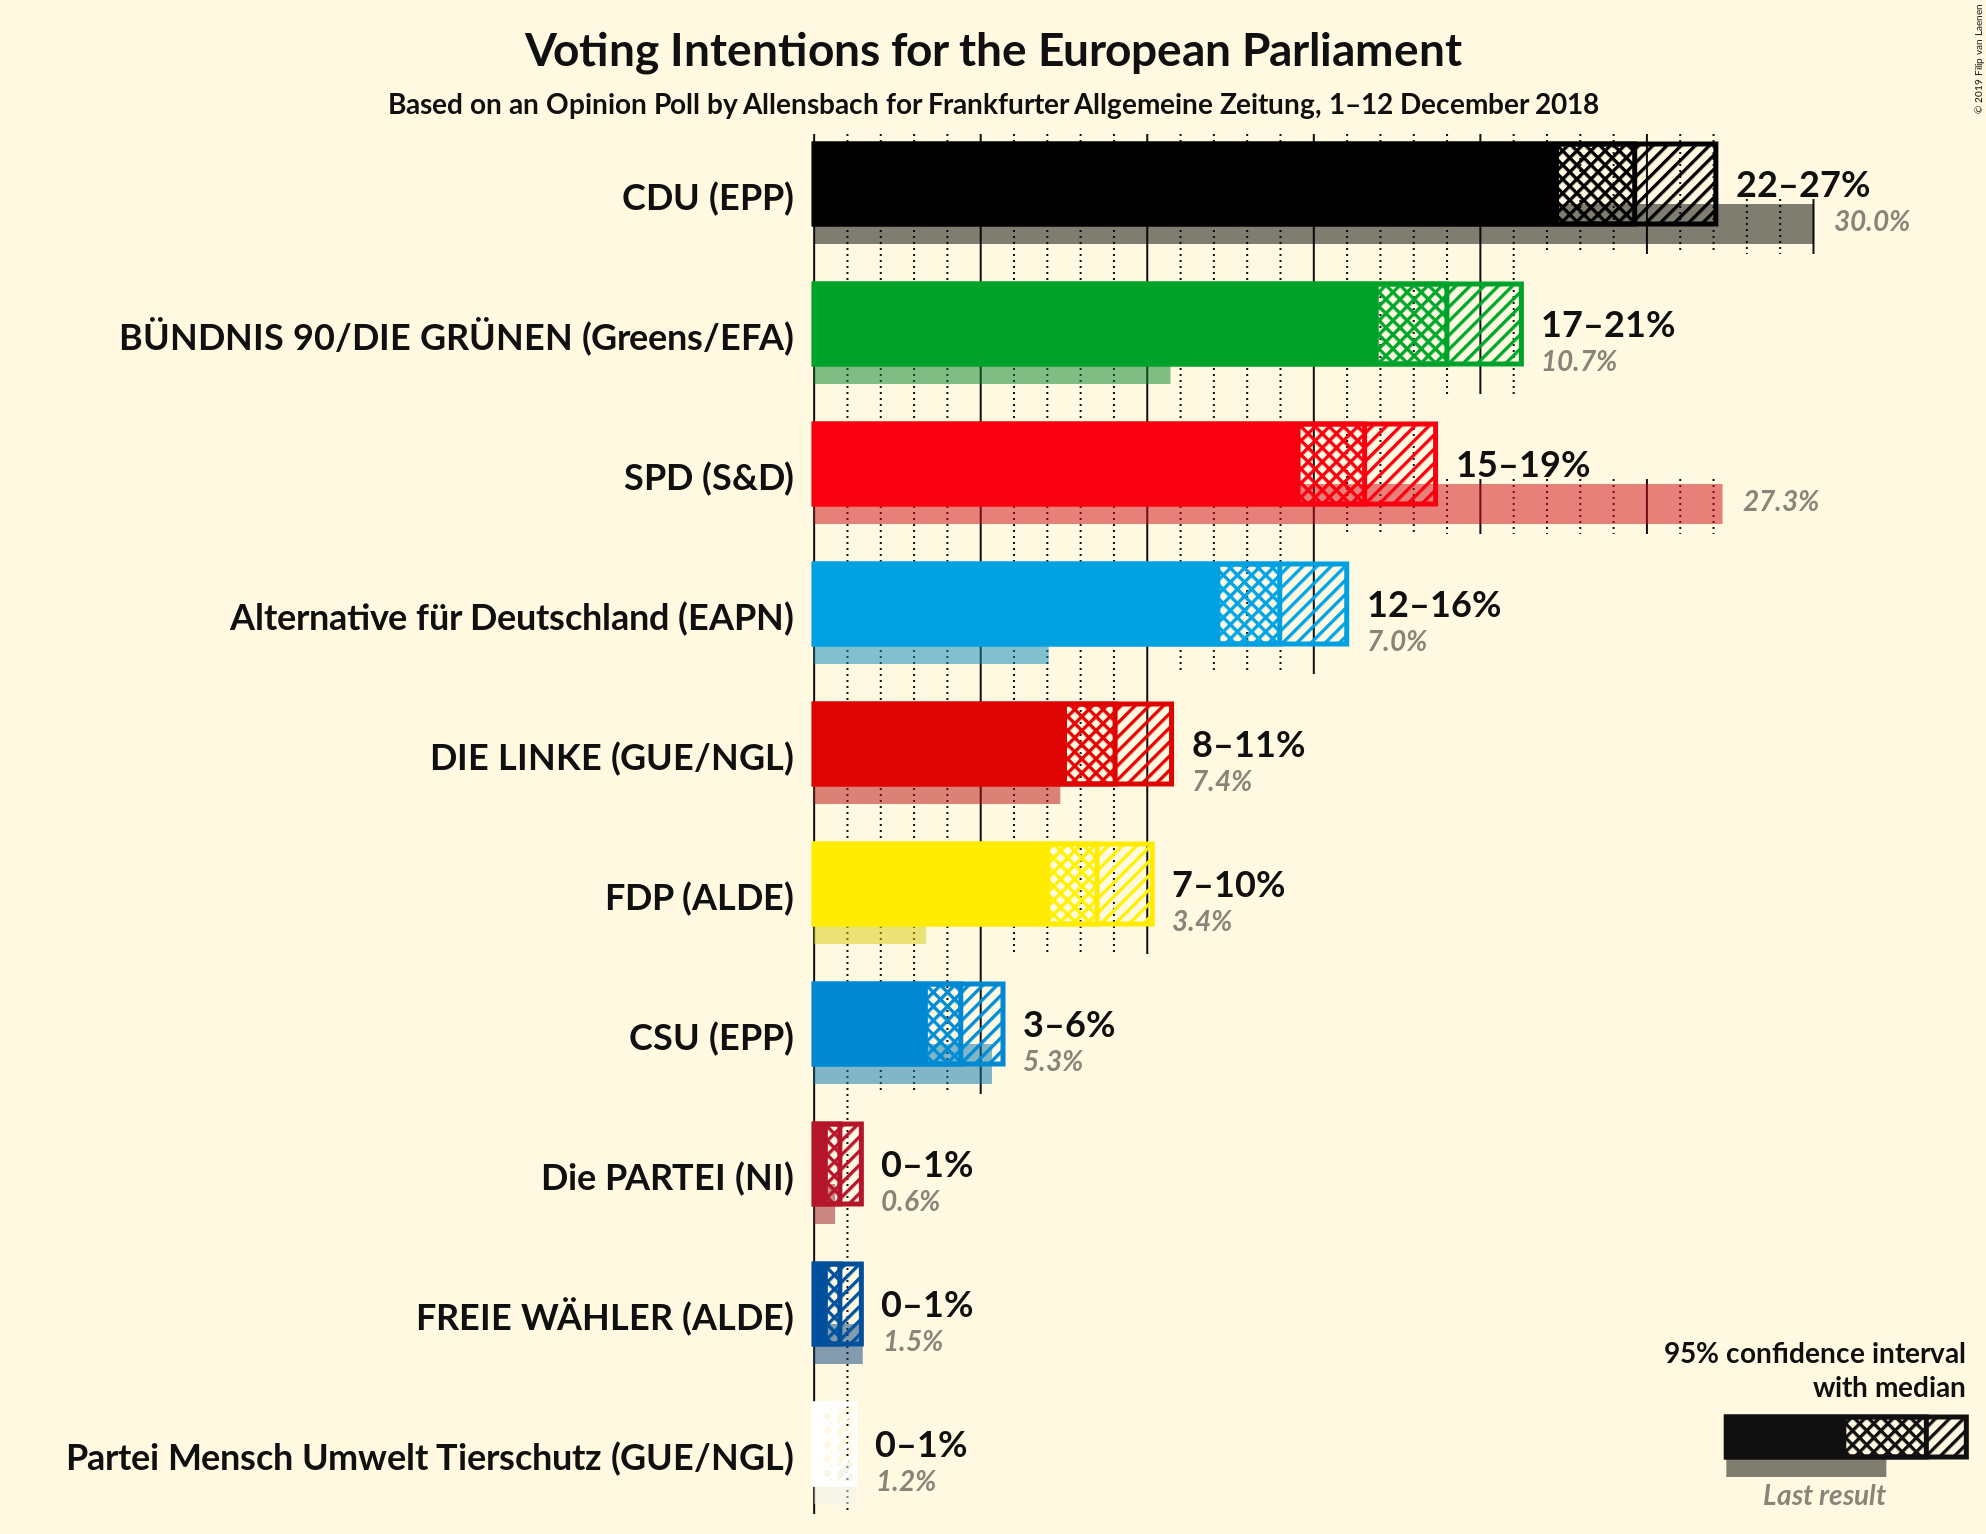 Voting Intentions for the European Parliament
Based on an Opinion Poll by Allensbach for Frankfurter Allgemeine Zeitung, 1–12 December 2018
© 2019 Filip van Laenen
CDU (EPP)
22–27%
30.0%
BÜNDNIS 90/DIE GRÜNEN (Greens/EFA)
17–21%
10.7%
SPD (S&D)
15–19%
27.3%
Alternative für Deutschland (EAPN)
12–16%
7.0%
DIE LINKE (GUE/NGL)
8–11%
7.4%
FDP (ALDE)
7–10%
3.4%
CSU (EPP)
3–6%
5.3%
Die PARTEI (NI)
0–1%
0.6%
FREIE WÄHLER (ALDE)
0–1%
1.5%
Partei Mensch Umwelt Tierschutz (GUE/NGL)
0–1%
1.2%
95% confidence interval
with median
Last result